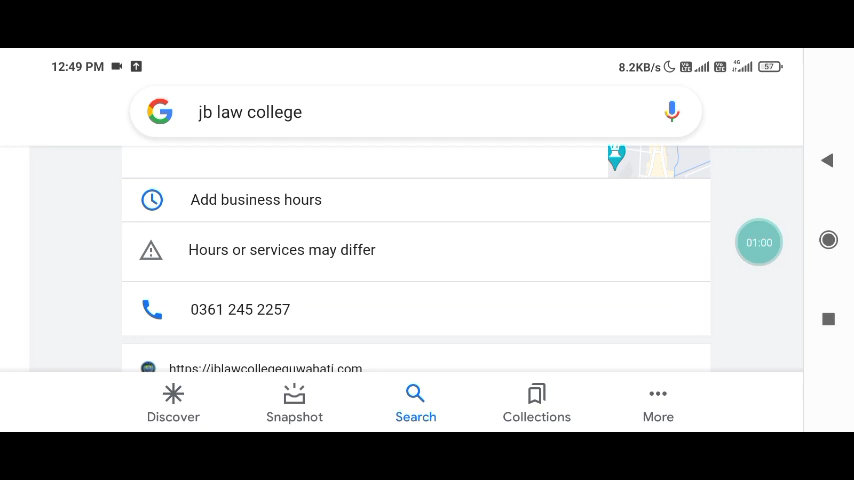 12:49 PM 8.2KB/s 4G 57
jb law college
Add business hours
Hours or services may differ
01:00
0361 245 2257
https://jblawcollegeguwahati.com
Discover Snapshot Search Collections More